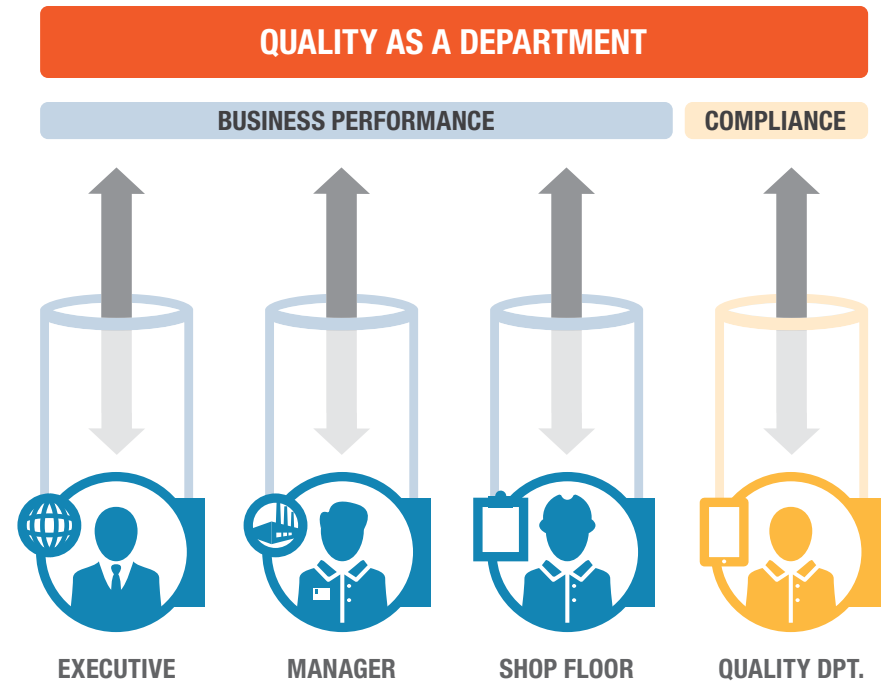 QUALITY AS A DEPARTMENT
BUSINESS PERFORMANCE
COMPLIANCE
EXECUTIVE
MANAGER
SHOP FLOOR
QUALITY DPT.